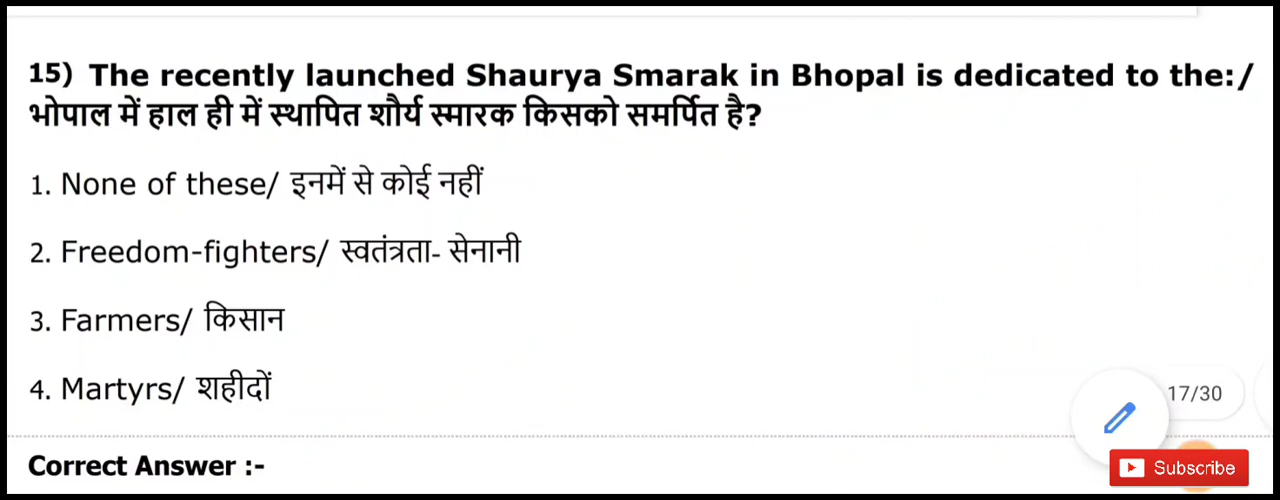 15) The recently launched Shaurya Smarak in Bhopal is dedicated to the:/
भोपाल में हाल ही में स्थापित शौर्य स्मारक किसको समर्पित है?
1. None of these/ इनमें से कोई नहीं
2. Freedom-fighters/ स्वतंत्रता- सेनानी
3. Farmers/ किसान
4. Martyrs/ शहीदों
17/30
Correct Answer :-
Subscribe